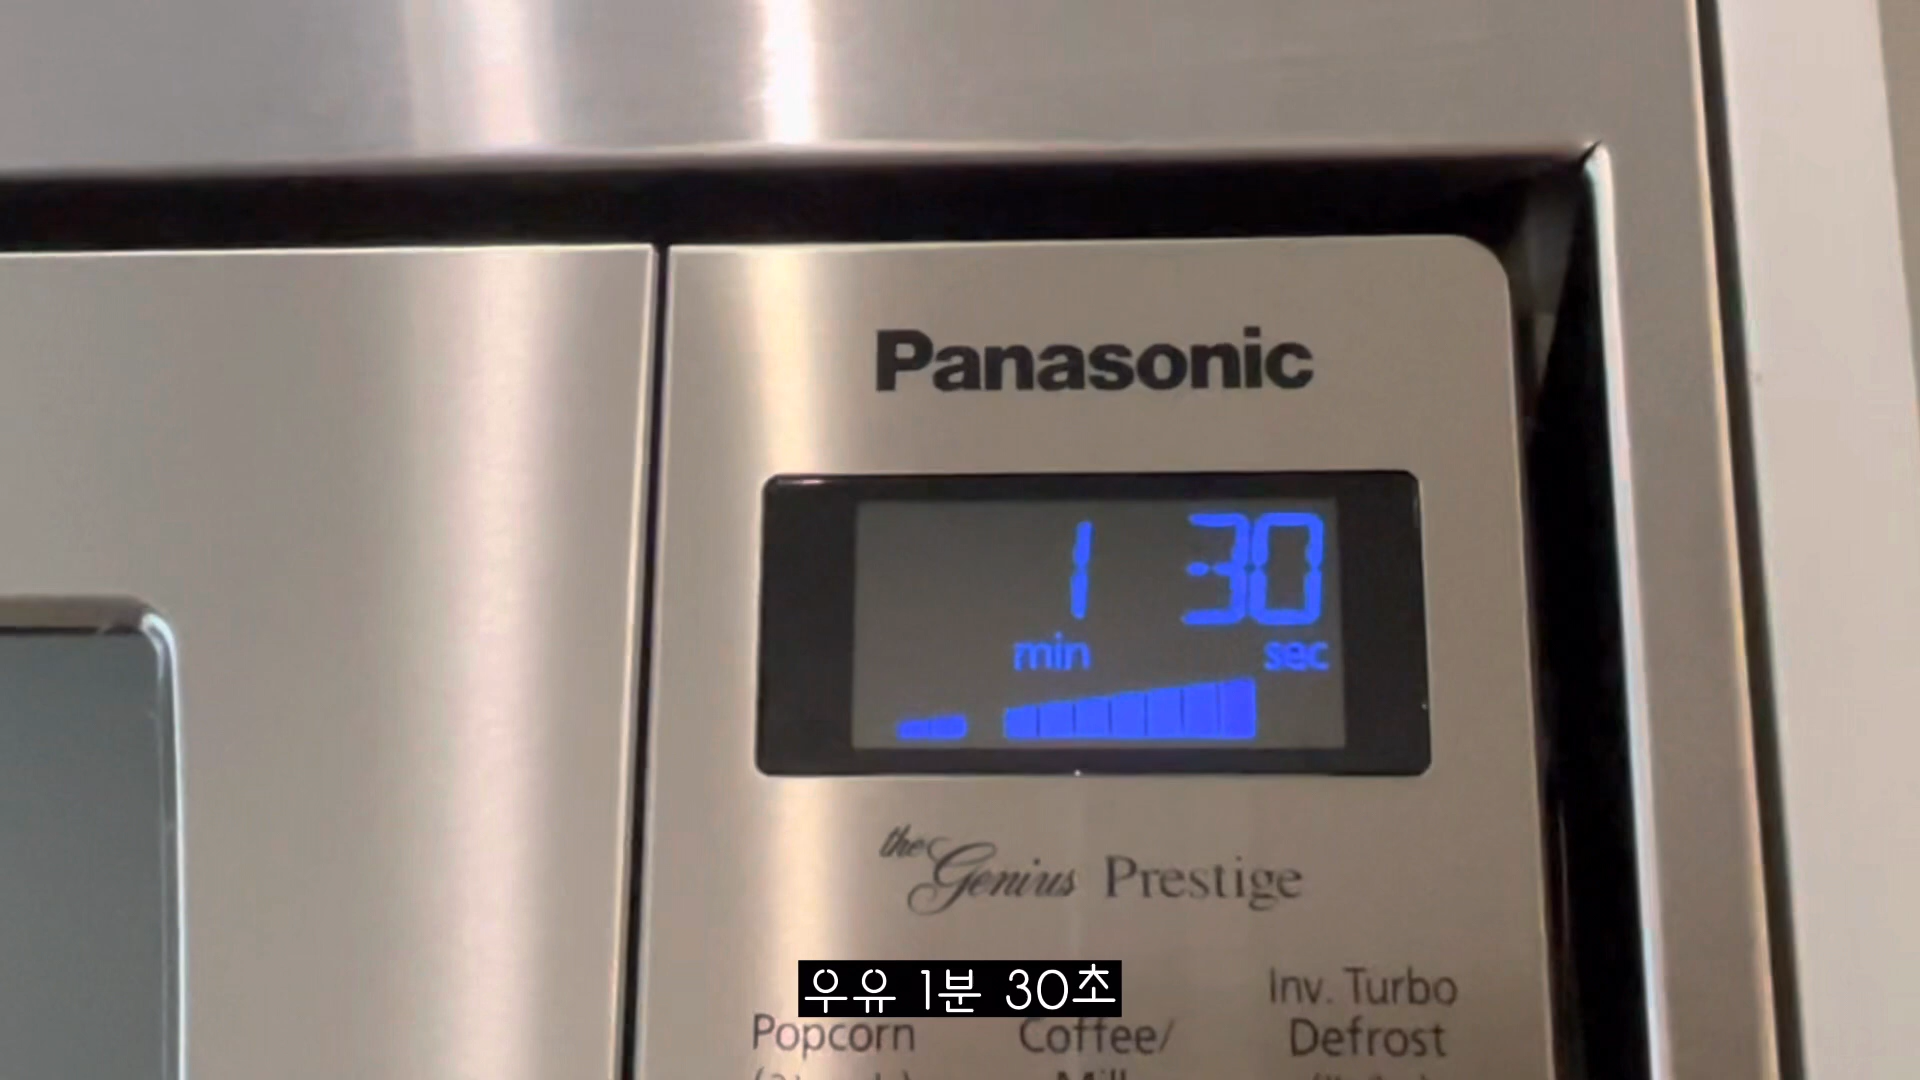 Panasonic
1 30
min sec
the Genius Prestige
우유 1분 30초
Inv. Turbo
Popcorn Coffee/ Defrost